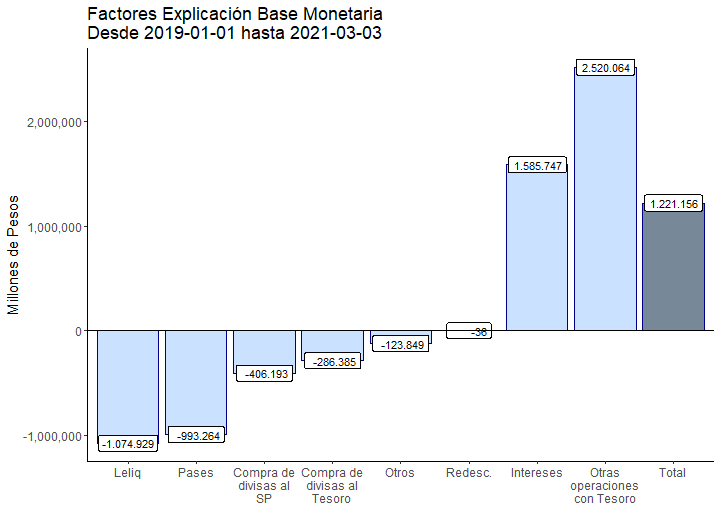 Factores Explicación Base Monetaria
Desde 2019-01-01 hasta 2021-03-03
Millones de Pesos
2,000,000
1,000,000
0
-1,000,000
-1.074.929
-993.264
-406.193
-286.385
-123.849
-36
1.585.747
2.520.064
1.221.156
Leliq
Pases
Compra de
divisas al
SP
Compra de
divisas al
Tesoro
Otros
Redesc.
Intereses
Otras
operaciones
con Tesoro
Total